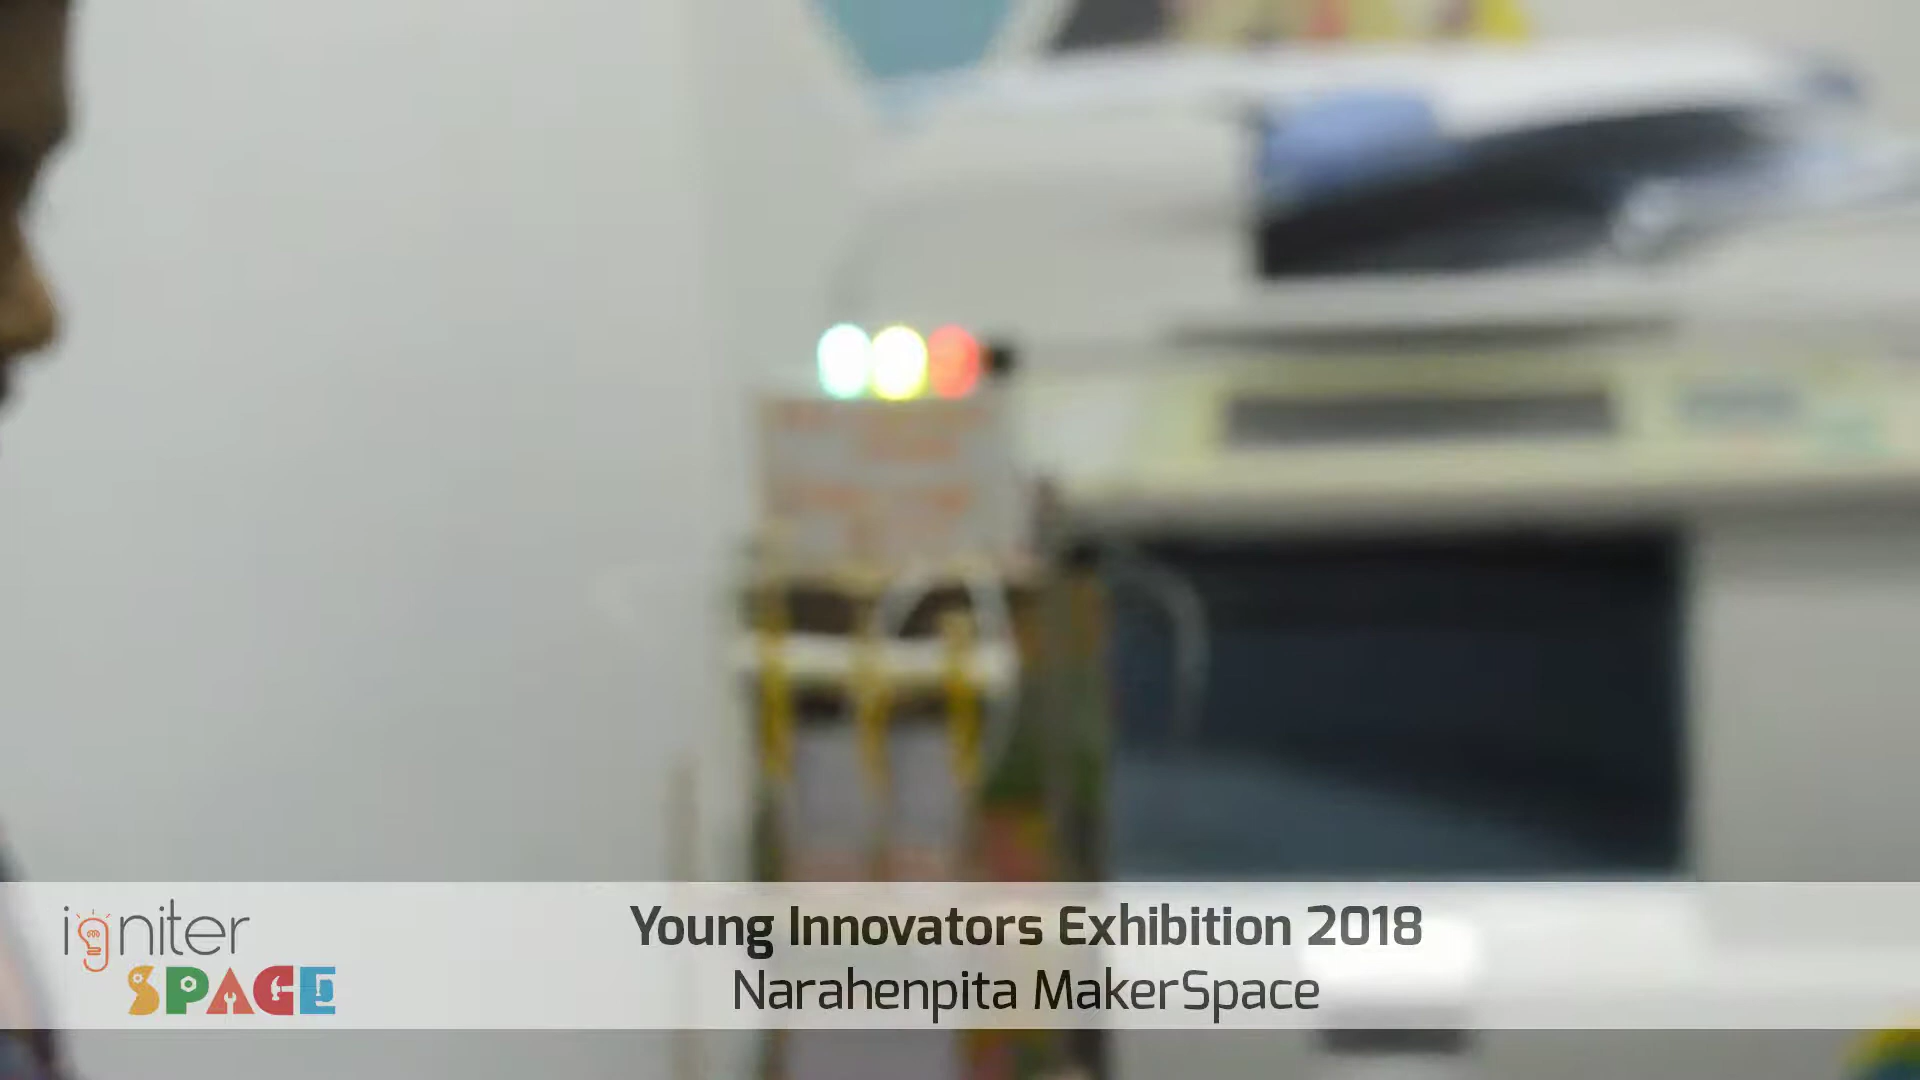 igniter
SPACE
Young Innovators Exhibition 2018
Narahenpita MakerSpace